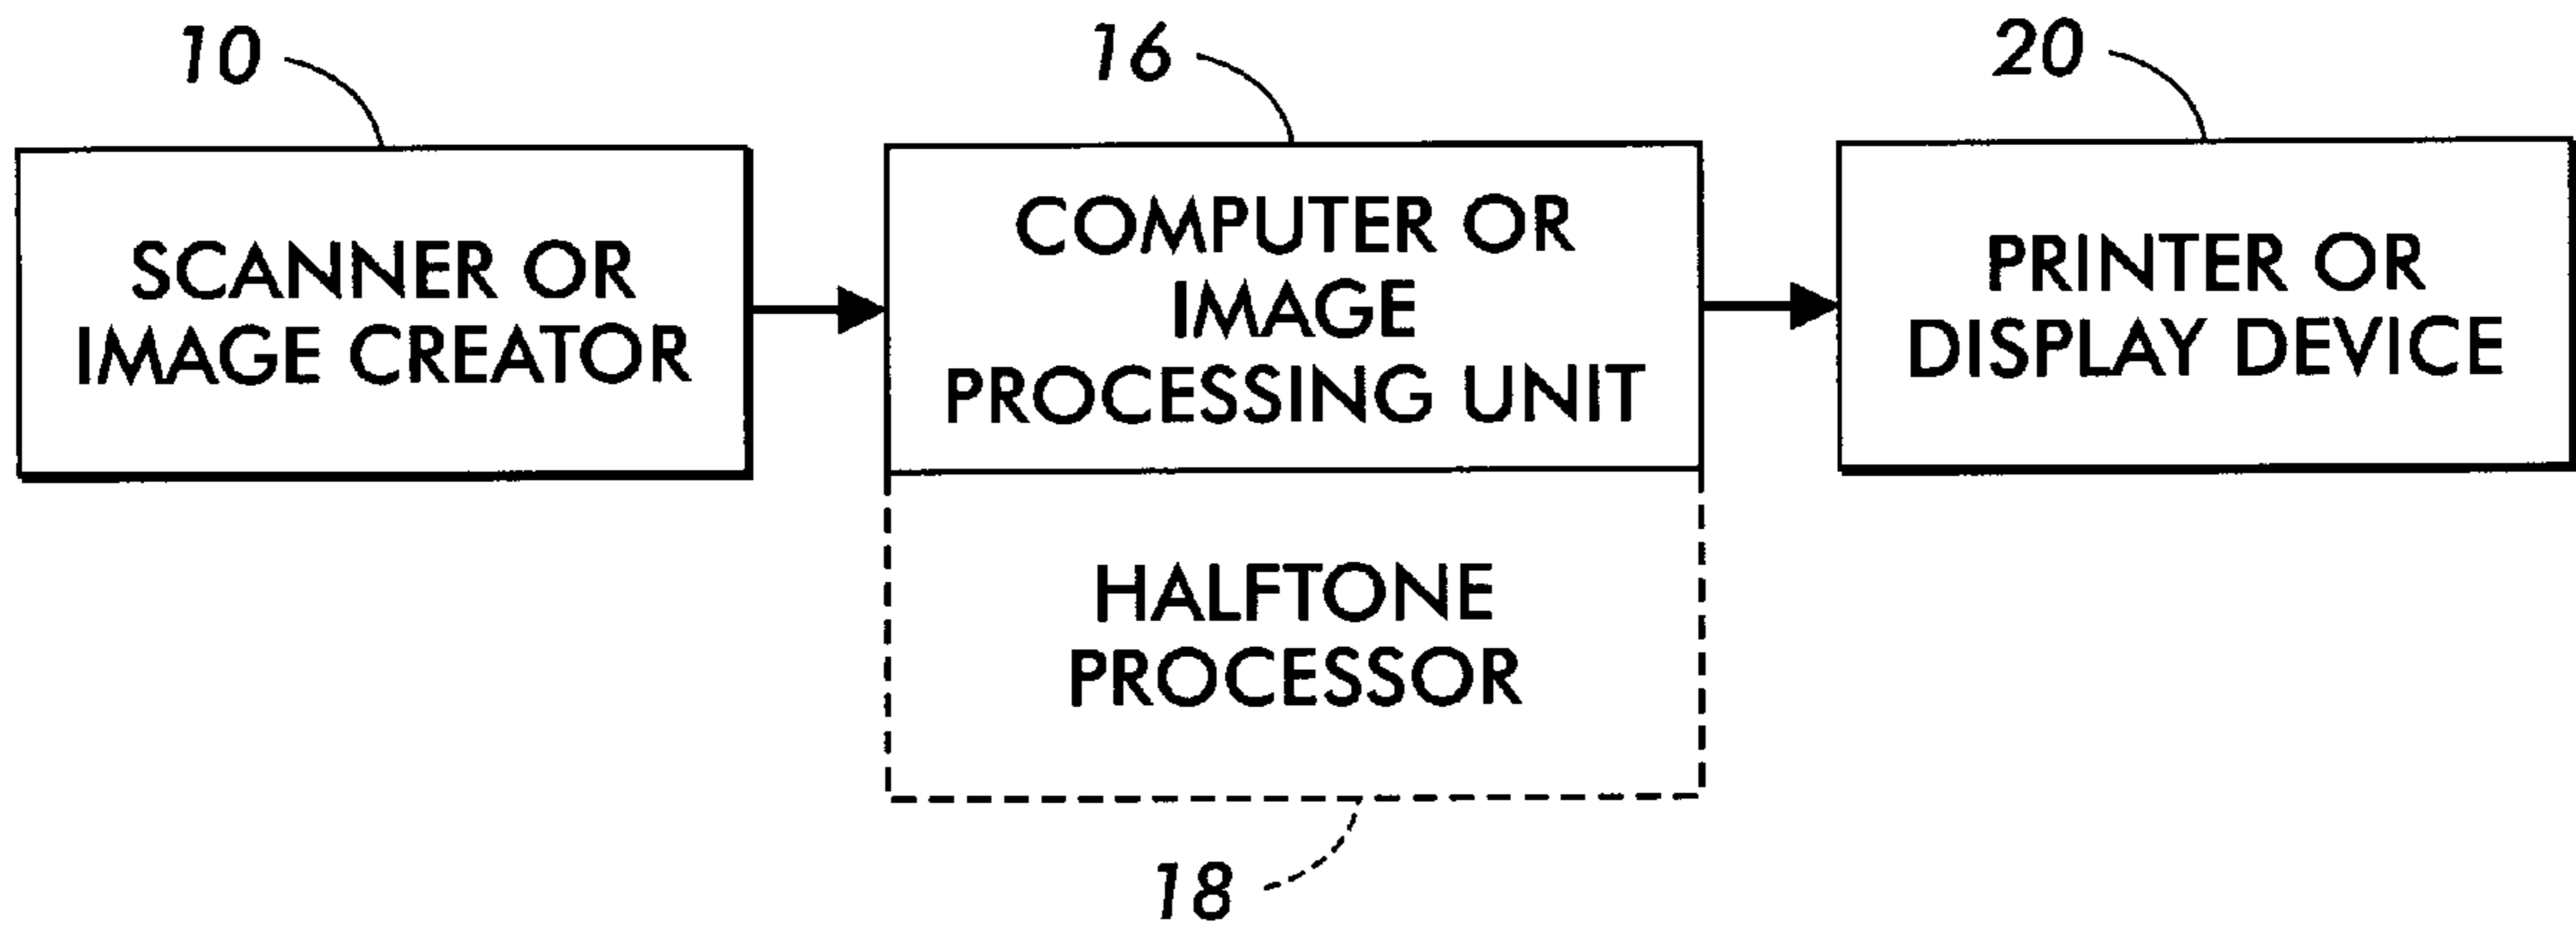 10
16
20
SCANNER OR
IMAGE CREATOR
COMPUTER OR
IMAGE
PROCESSING UNIT
PRINTER OR
DISPLAY DEVICE
HALFTONE
PROCESSOR
18